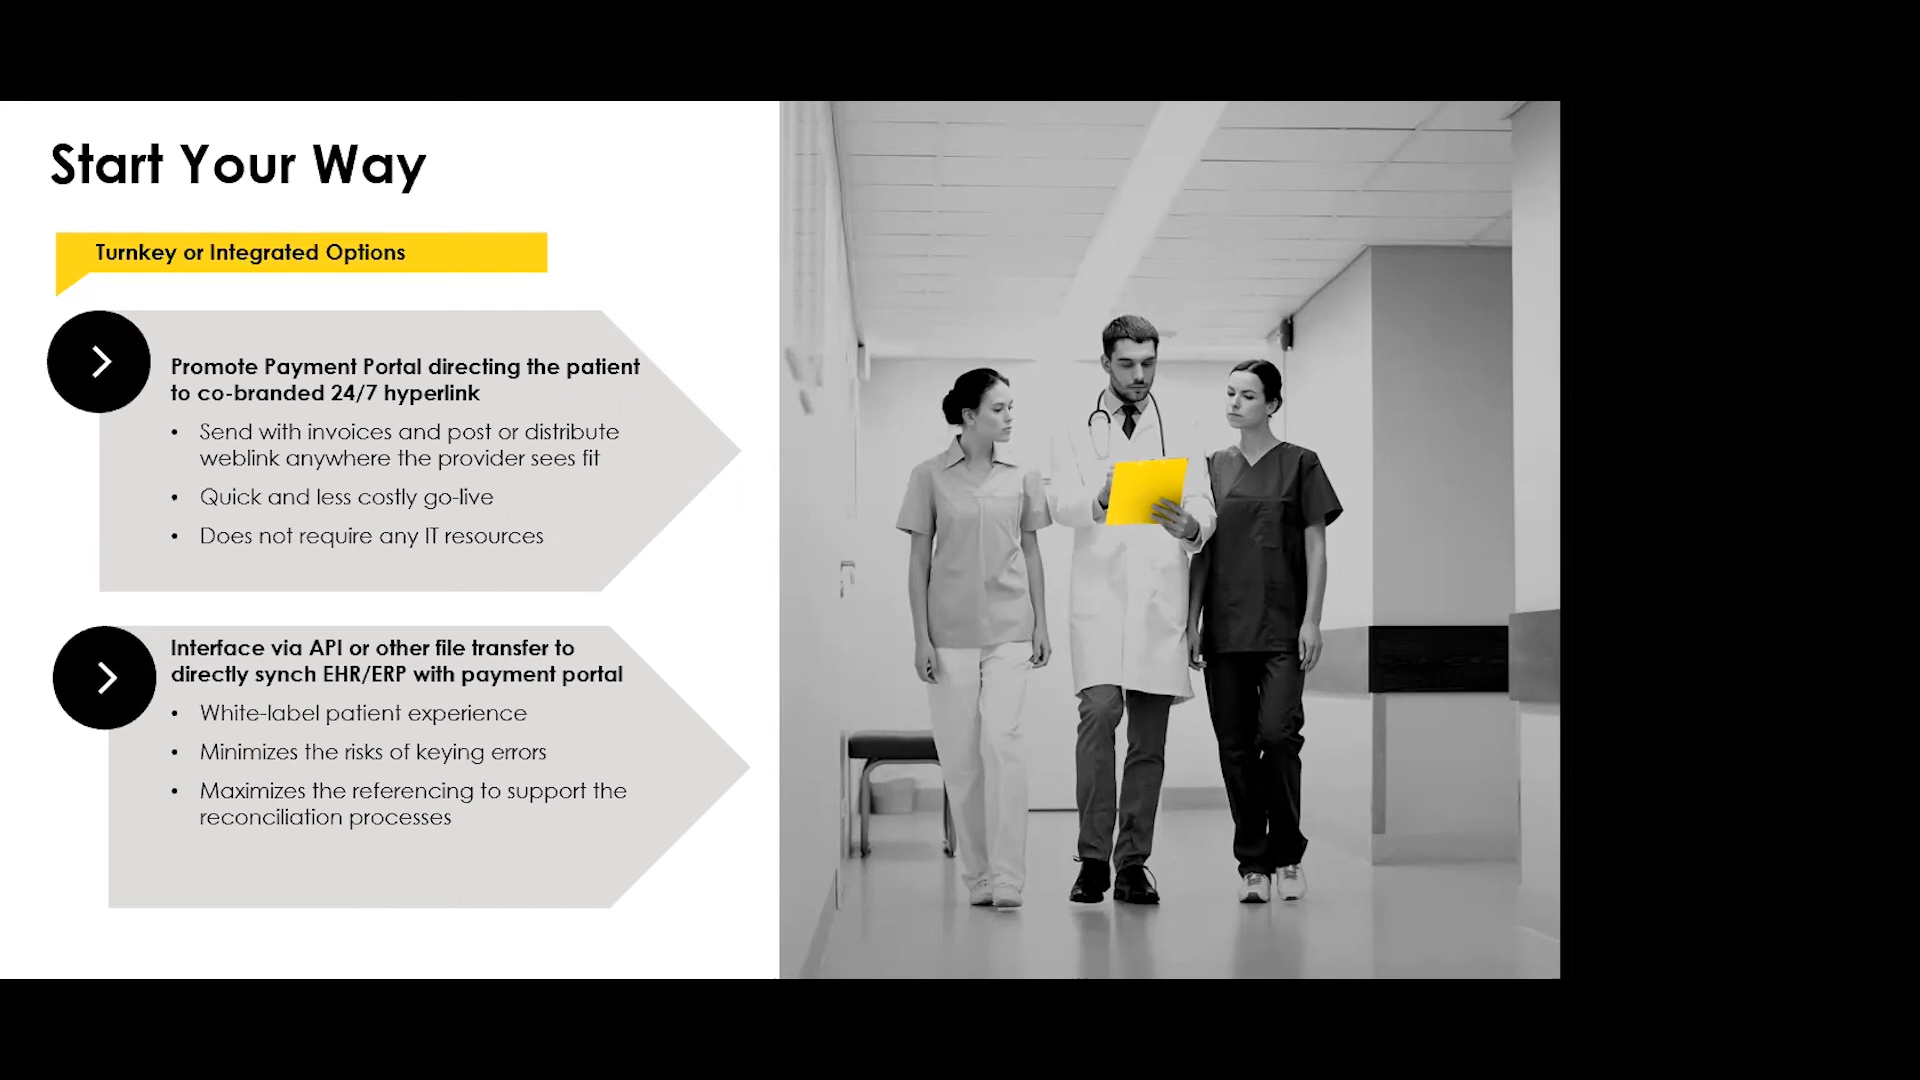 Start Your Way
Turnkey or Integrated Options
Promote Payment Portal directing the patient
to co-branded 24/7 hyperlink
• Send with invoices and post or distribute
weblink anywhere the provider sees fit
• Quick and less costly go-live
• Does not require any IT resources
Interface via API or other file transfer to
directly synch EHR/ERP with payment portal
• White-label patient experience
• Minimizes the risks of keying errors
• Maximizes the referencing to support the
reconciliation processes